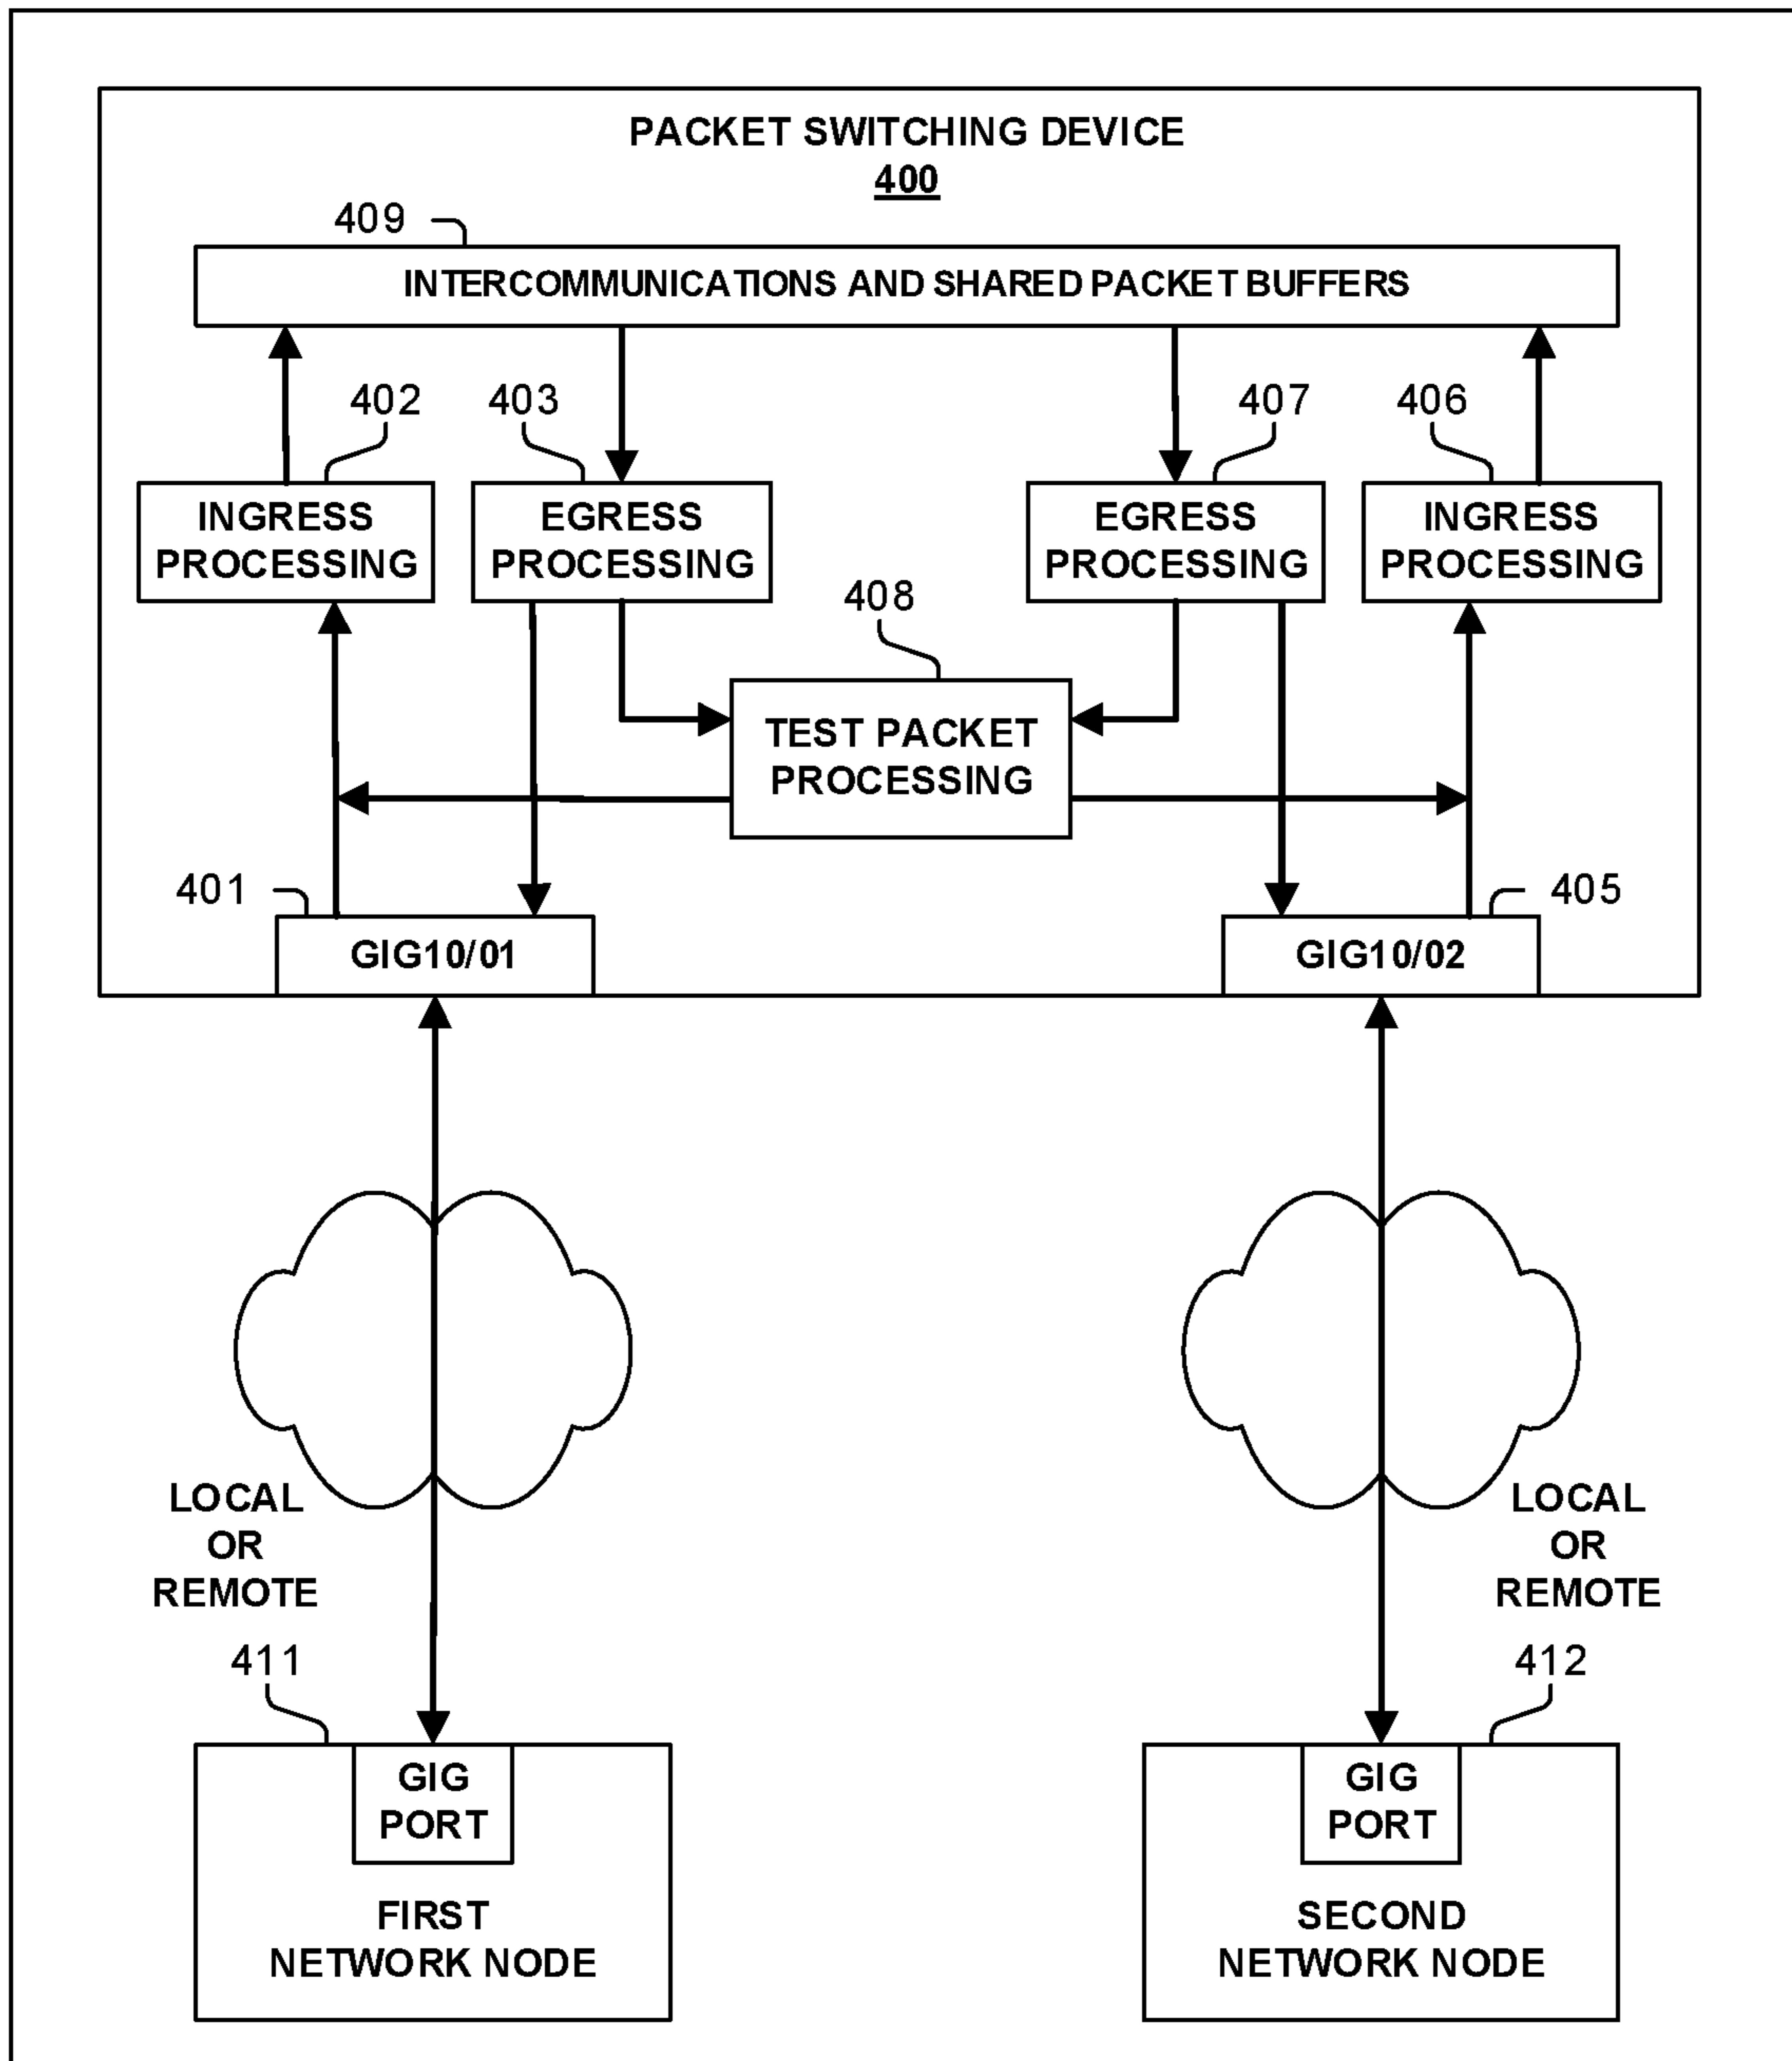 PACKET SWITCHING DEVICE
400
409
INTERCOMMUNICATIONS AND SHARED PACKET BUFFERS
402
403
407
406
INGRESS
PROCESSING
EGRESS
PROCESSING
EGRESS
PROCESSING
INGRESS
PROCESSING
408
TEST PACKET
PROCESSING
401
405
GIG10/01
GIG10/02
LOCAL
OR
REMOTE
LOCAL
OR
REMOTE
411
412
GIG
PORT
FIRST
NETWORK NODE
GIG
PORT
SECOND
NETWORK NODE